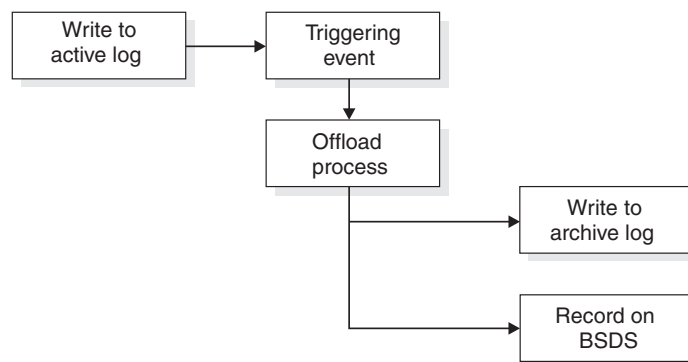 Write to
active log
Triggering
event
Offload
process
Write to
archive log
Record on
BSDS